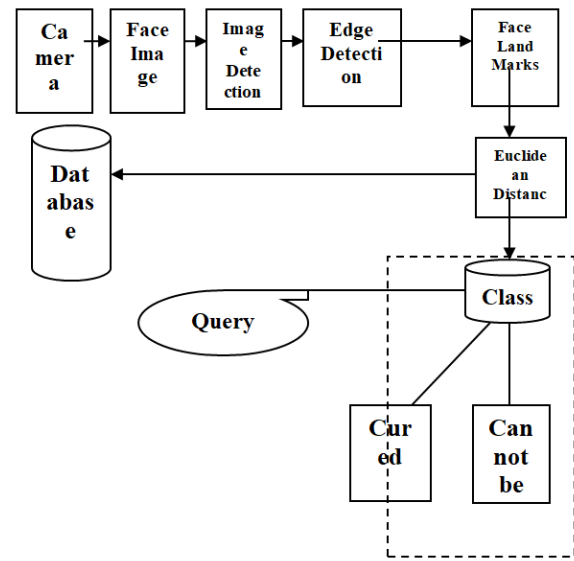 Ca
mer
a
Face
Ima
ge
Imag
e
Dete
ction
Edge
Detecti
on
Face
Land
Marks
Dat
abas
e
Euclide
an
Distanc
Class
Query
Cur
ed
Can
not
be